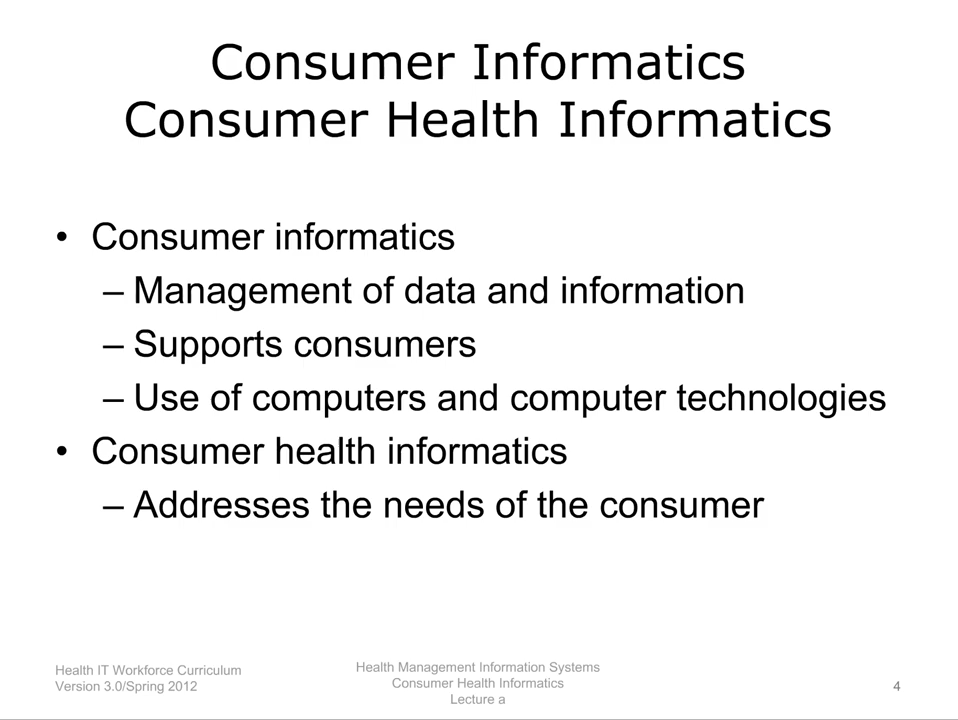 Consumer Informatics
Consumer Health Informatics
• Consumer informatics
– Management of data and information
– Supports consumers
– Use of computers and computer technologies
• Consumer health informatics
– Addresses the needs of the consumer
Health IT Workforce Curriculum
Version 3.0/Spring 2012
Health Management Information Systems
Consumer Health Informatics
Lecture a
4